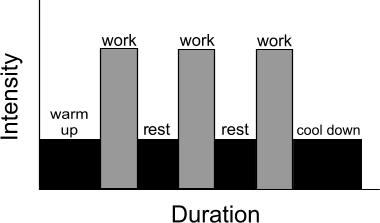 Intensity
work
work
work
warm
up
rest
rest
cool down
Duration